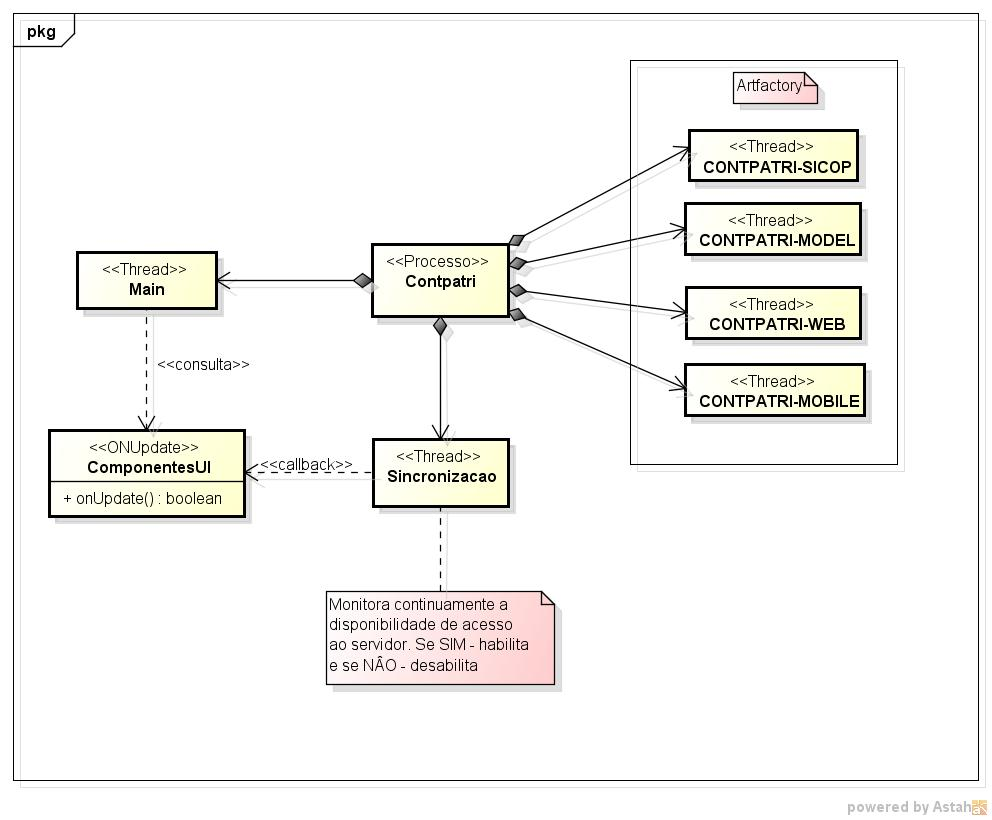 pkg
Artfactory
<<Thread>>
CONTPATRI-SICOP
<<Thread>>
CONTPATRI-MODEL
<<Processo>>
Contpatri
<<Thread>>
Main
<<Thread>>
CONTPATRI-WEB
<<consulta>>
<<Thread>>
CONTPATRI-MOBILE
<<ONUpdate>>
ComponentesUI
+ onUpdate() : boolean
<<callback>>
<<Thread>>
Sincronizacao
Monitora continuamente a
disponibilidade de acesso
ao servidor. Se SIM - habilita
e se NÂO - desabilita
powered by Astah